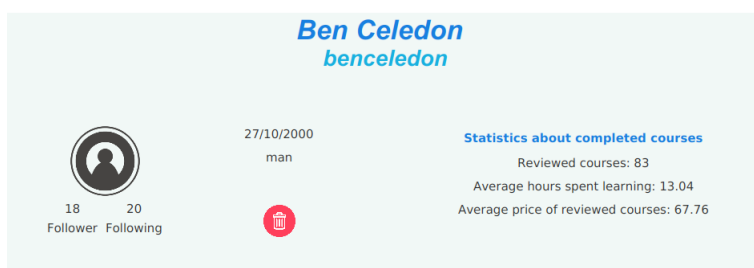 Ben Celedon
benceledon
27/10/2000
man
18 20
Follower Following
Statistics about completed courses
Reviewed courses: 83
Average hours spent learning: 13.04
Average price of reviewed courses: 67.76